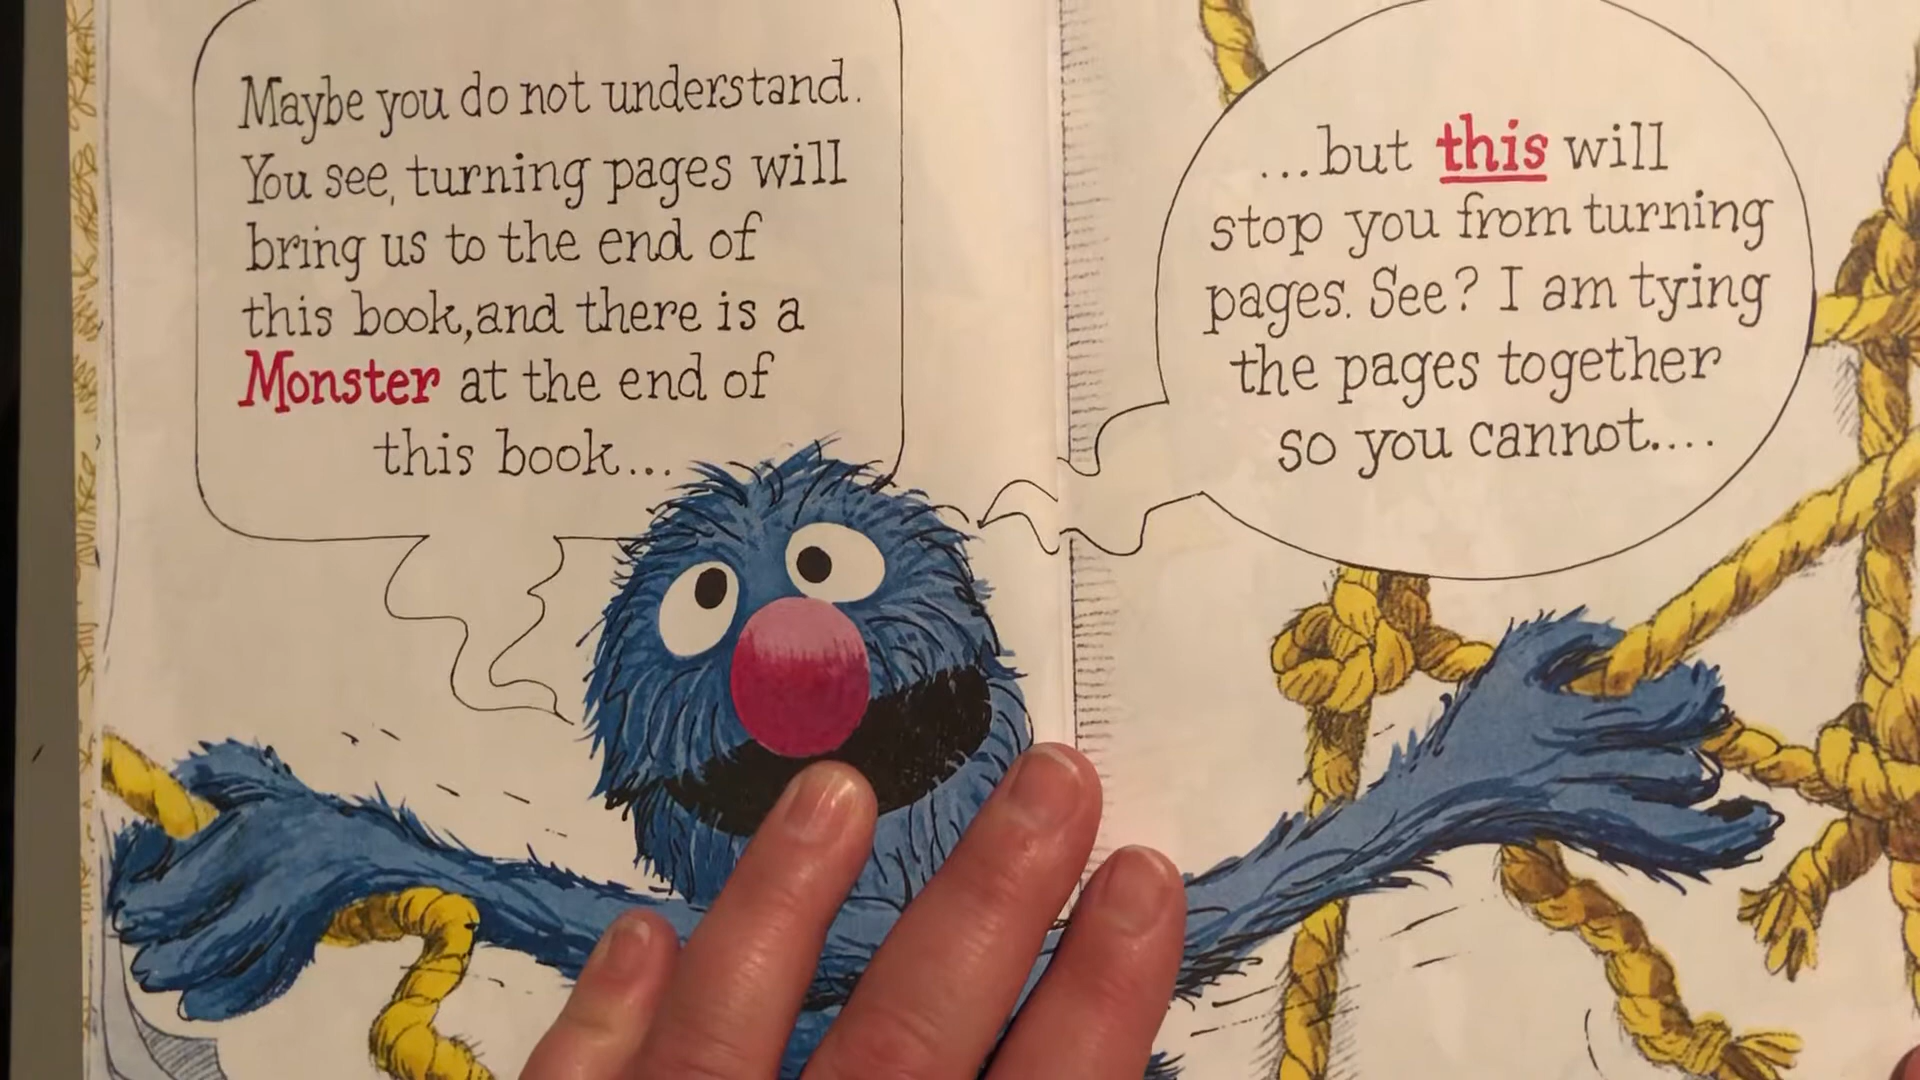 Maybe you do not understand.
You see, turning pages will
bring us to the end of
this book, and there is a
Monster at the end of
this book...
...but this will
stop you from turning
pages. See? I am tying
the pages together
so you cannot....